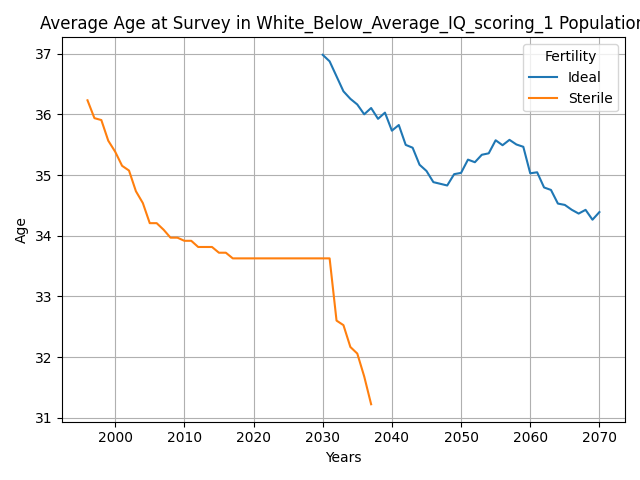 Average Age at Survey in White_Below_Average_IQ_scoring_1 Population
Fertility
Ideal
Sterile
37
36
35
34
33
32
31
Age
2000 2010 2020 2030 2040 2050 2060 2070
Years